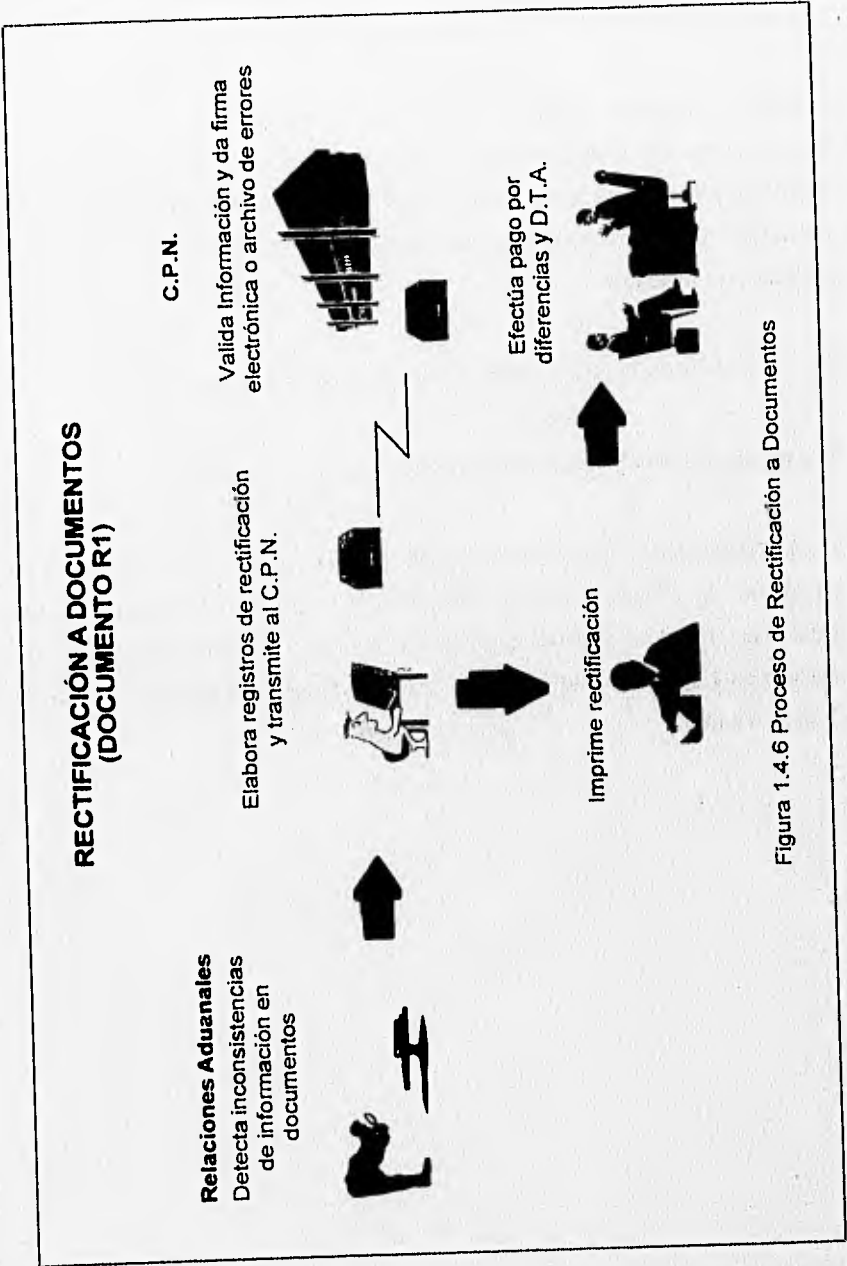 RECTIFICACIÓN A DOCUMENTOS
(DOCUMENTO R1)
Relaciones Aduanales
Detecta inconsistencias
de información en
documentos
Elabora registros de rectificación
y transmite al C.P.N.
C.P.N.
Valida Información y da firma
electrónica o archivo de errores
Imprime rectificación
Efectúa pago por
diferencias y D.T.A.
Figura 1.4.6 Proceso de Rectificación a Documentos